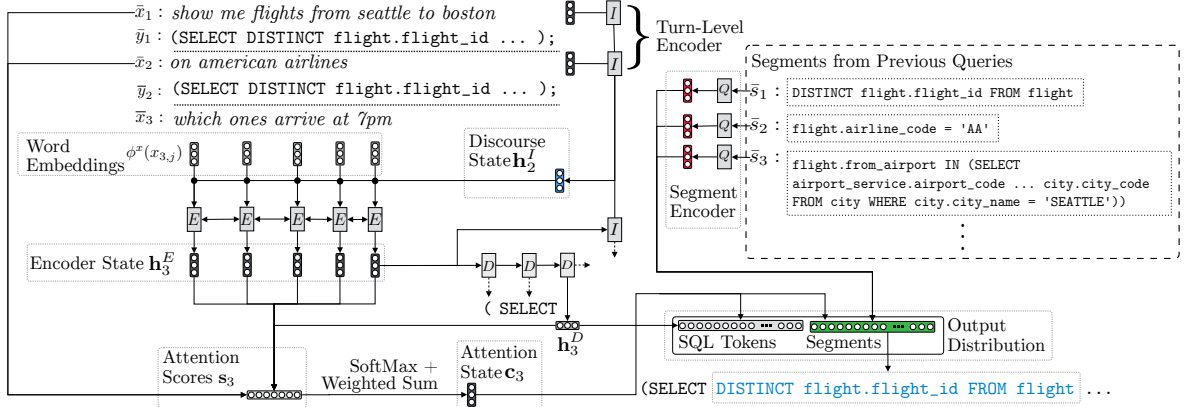 x̄₁ : show me flights from seattle to boston
ȳ₁ : (SELECT DISTINCT flight.flight_id ... );
x̄₂ : on american airlines
ȳ₂ : (SELECT DISTINCT flight.flight_id ... );
x̄₃ : which ones arrive at 7pm
I
I
Turn-Level
Encoder
Segments from Previous Queries
Q s̄₁ : DISTINCT flight.flight_id FROM flight
Q s̄₂ : flight.airline_code = 'AA'
Q s̄₃ : flight.from_airport IN (SELECT
airport_service.airport_code ... city.city_code
FROM city WHERE city.city_name = 'SEATTLE'))
Segment
Encoder
Word
Embeddings
φˣ(x₃,ⱼ)
Discourse
State h₂ᴵ
E E E E E
I
Encoder State h₃ᴱ
D D D
( SELECT
h₃ᴰ
SQL Tokens
Segments
Output
Distribution
Attention
Scores s₃
SoftMax +
Weighted Sum
Attention
State c₃
(SELECT DISTINCT flight.flight_id FROM flight ...